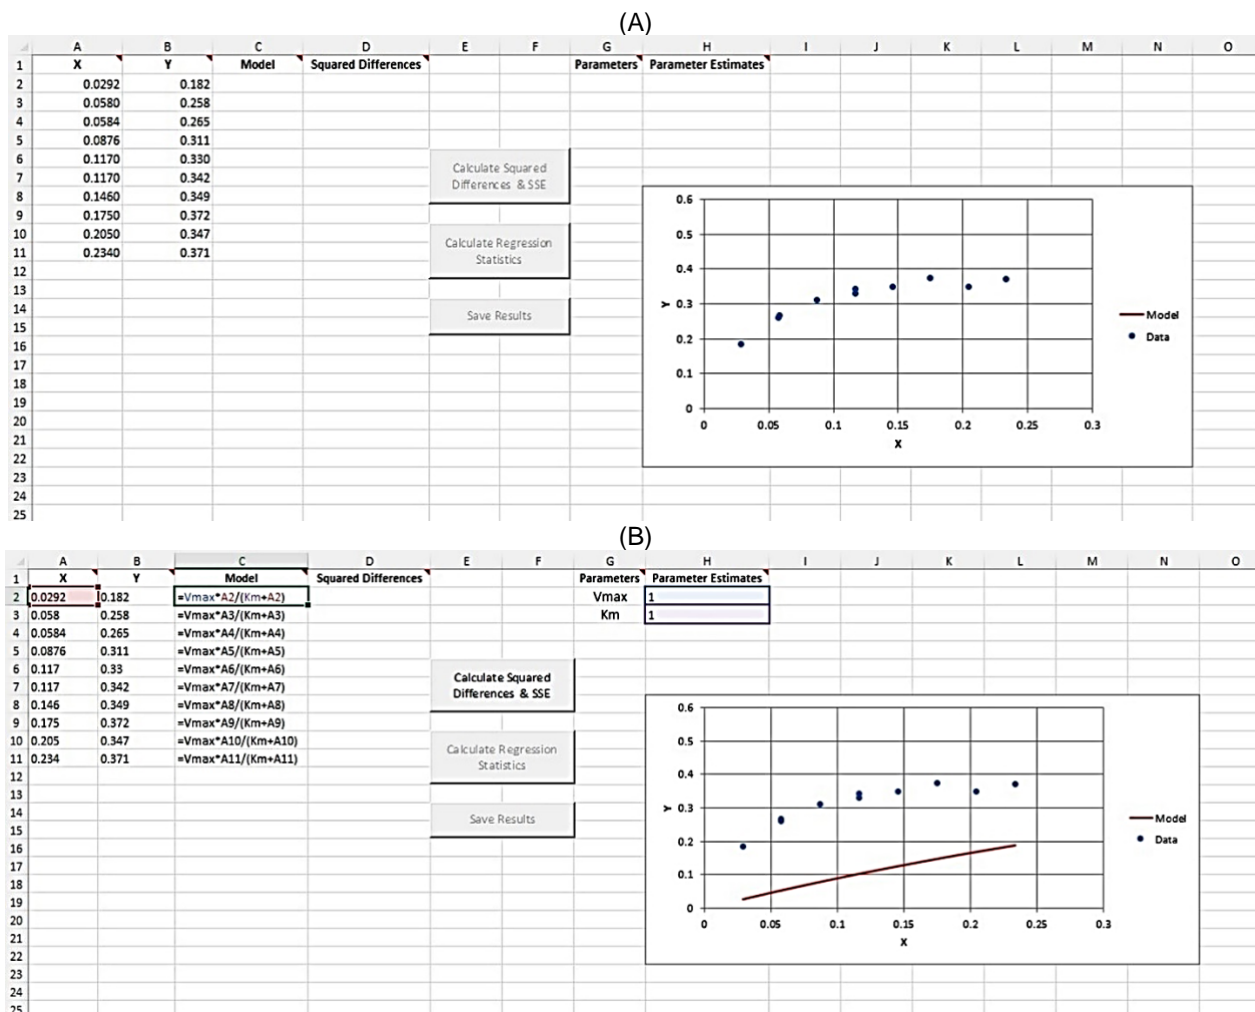 (A)
A B C D E F G H I J K L M N O
1 X Y Model Squared Differences Parameters Parameter Estimates
2 0.0292 0.182
3 0.0580 0.258
4 0.0584 0.265
5 0.0876 0.311
6 0.1170 0.330
7 0.1170 0.342
8 0.1460 0.349
9 0.1750 0.372
10 0.2050 0.347
11 0.2340 0.371
12
13
14
15
16
17
18
19
20
21
22
23
24
25
Calculate Squared
Differences & SSE
Calculate Regression
Statistics
Save Results
0.6
0.5
0.4
0.3
0.2
0.1
0
Y
0 0.05 0.1 0.15 0.2 0.25 0.3
X
Model
Data
(B)
A B C D E F G H I J K L M N O
1 X Y Model Squared Differences Parameters Parameter Estimates
2 0.0292 0.182 =Vmax*A2/(Km+A2) Vmax 1
3 0.058 0.258 =Vmax*A3/(Km+A3) Km 1
4 0.0584 0.265 =Vmax*A4/(Km+A4)
5 0.0876 0.311 =Vmax*A5/(Km+A5)
6 0.117 0.33 =Vmax*A6/(Km+A6)
7 0.117 0.342 =Vmax*A7/(Km+A7)
8 0.146 0.349 =Vmax*A8/(Km+A8)
9 0.175 0.372 =Vmax*A9/(Km+A9)
10 0.205 0.347 =Vmax*A10/(Km+A10)
11 0.234 0.371 =Vmax*A11/(Km+A11)
12
13
14
15
16
17
18
19
20
21
22
23
24
25
Calculate Squared
Differences & SSE
Calculate Regression
Statistics
Save Results
0.6
0.5
0.4
0.3
0.2
0.1
0
Y
0 0.05 0.1 0.15 0.2 0.25 0.3
X
Model
Data